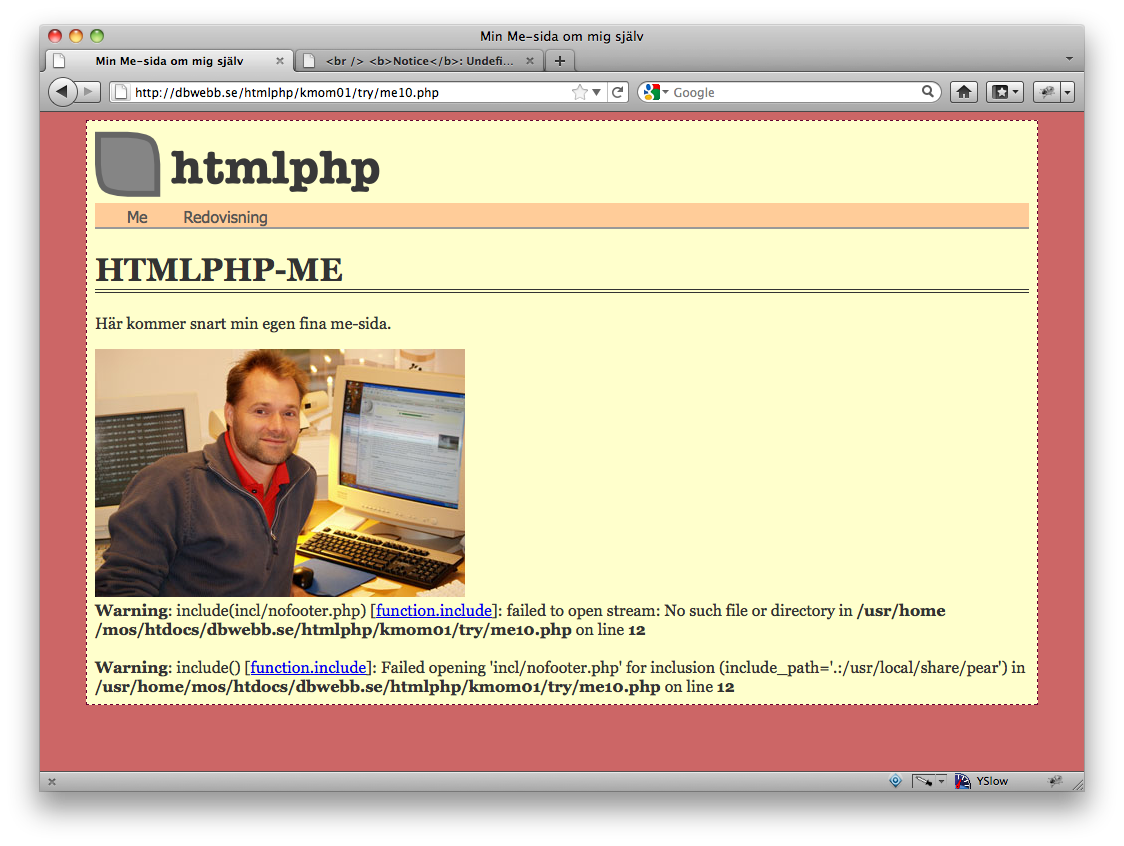 Min Me-sida om mig själv
Min Me-sida om mig själv
<br /> <b>Notice</b>: Undefi...
http://dbwebb.se/htmlphp/kmom01/try/me10.php
Google
htmlphp
Me Redovisning
HTMLPHP-ME
Här kommer snart min egen fina me-sida.
Warning: include(incl/nofooter.php) [function.include]: failed to open stream: No such file or directory in /usr/home
/mos/htdocs/dbwebb.se/htmlphp/kmom01/try/me10.php on line 12
Warning: include() [function.include]: Failed opening 'incl/nofooter.php' for inclusion (include_path='.:/usr/local/share/pear') in
/usr/home/mos/htdocs/dbwebb.se/htmlphp/kmom01/try/me10.php on line 12
YSlow